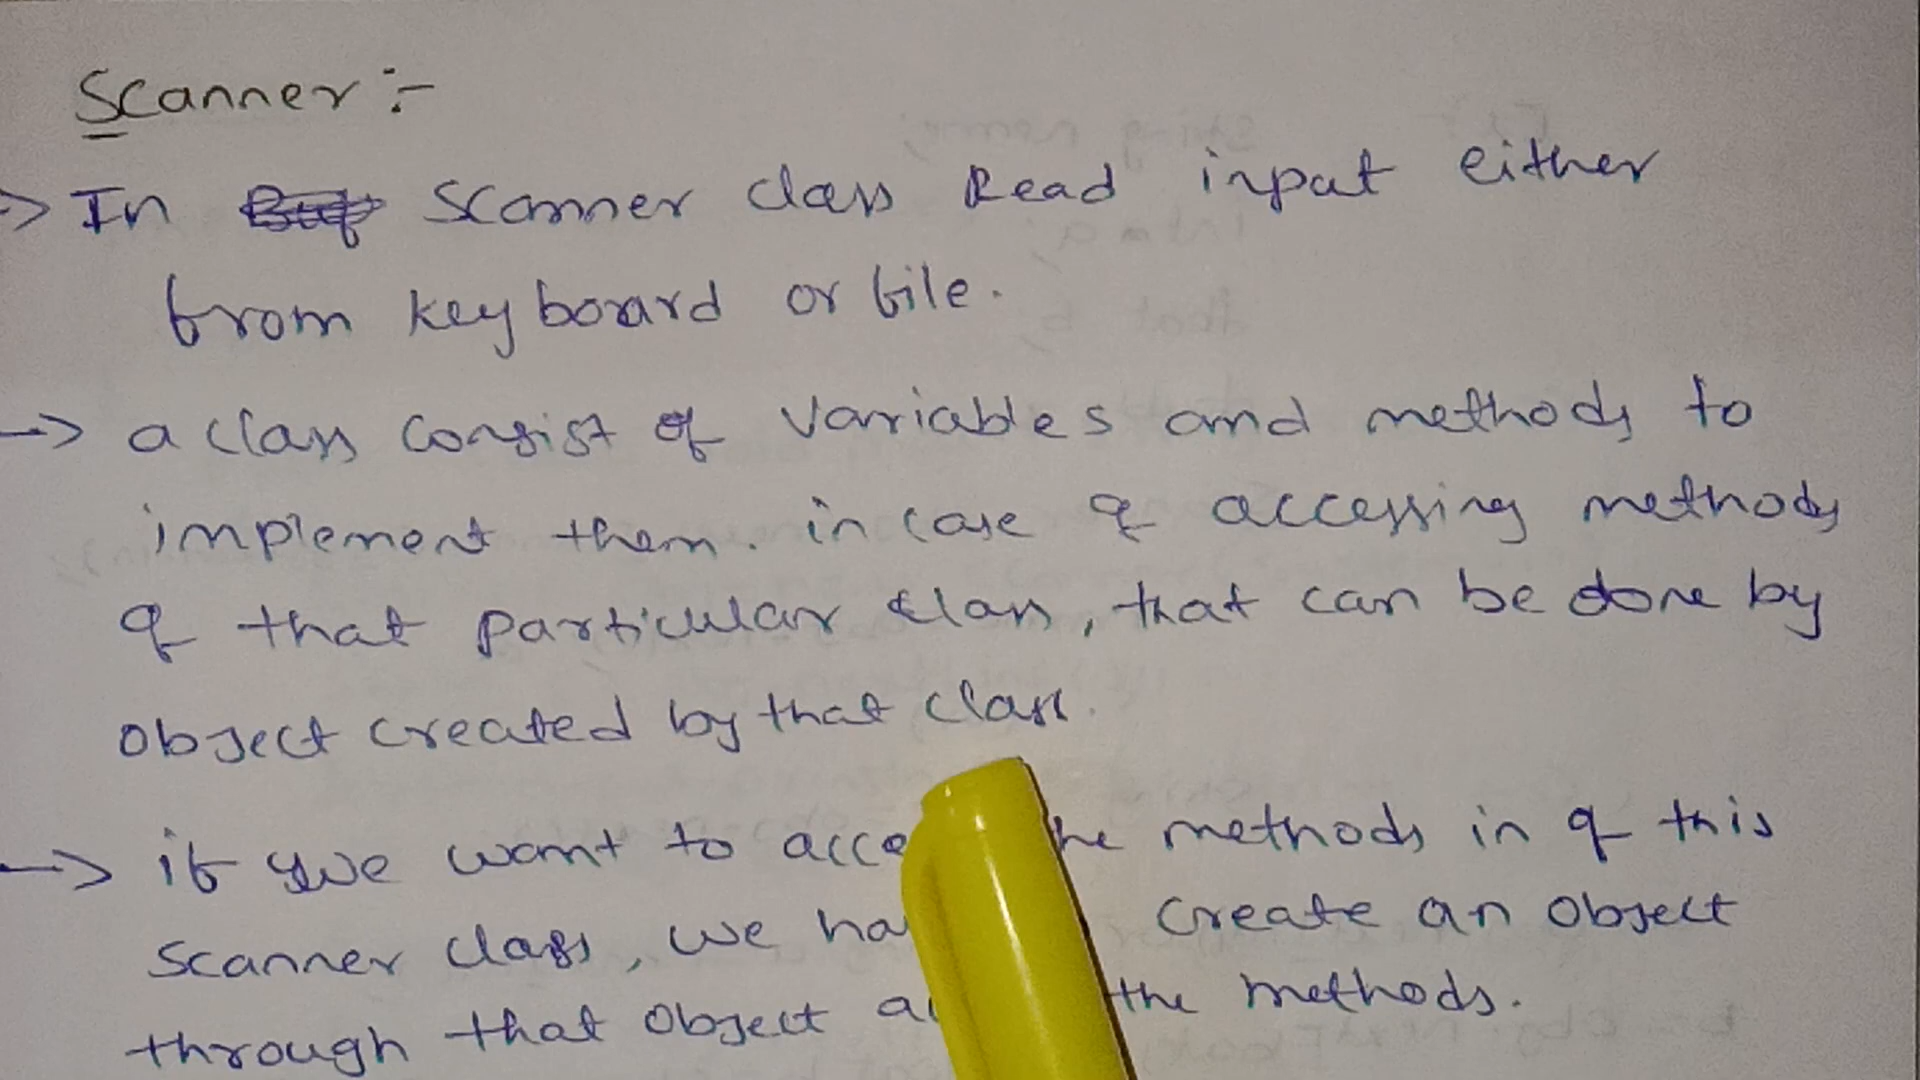 Scanner :-
-> In Scanner class Read input either
from keyboard or file.
-> a class consist of variables and methods to
implement them. in case of accessing methods
of that particular class, that can be done by
object created by that class.
-> if we want to acce he methods in of this
scanner class, we ha create an object
through that object a the methods.